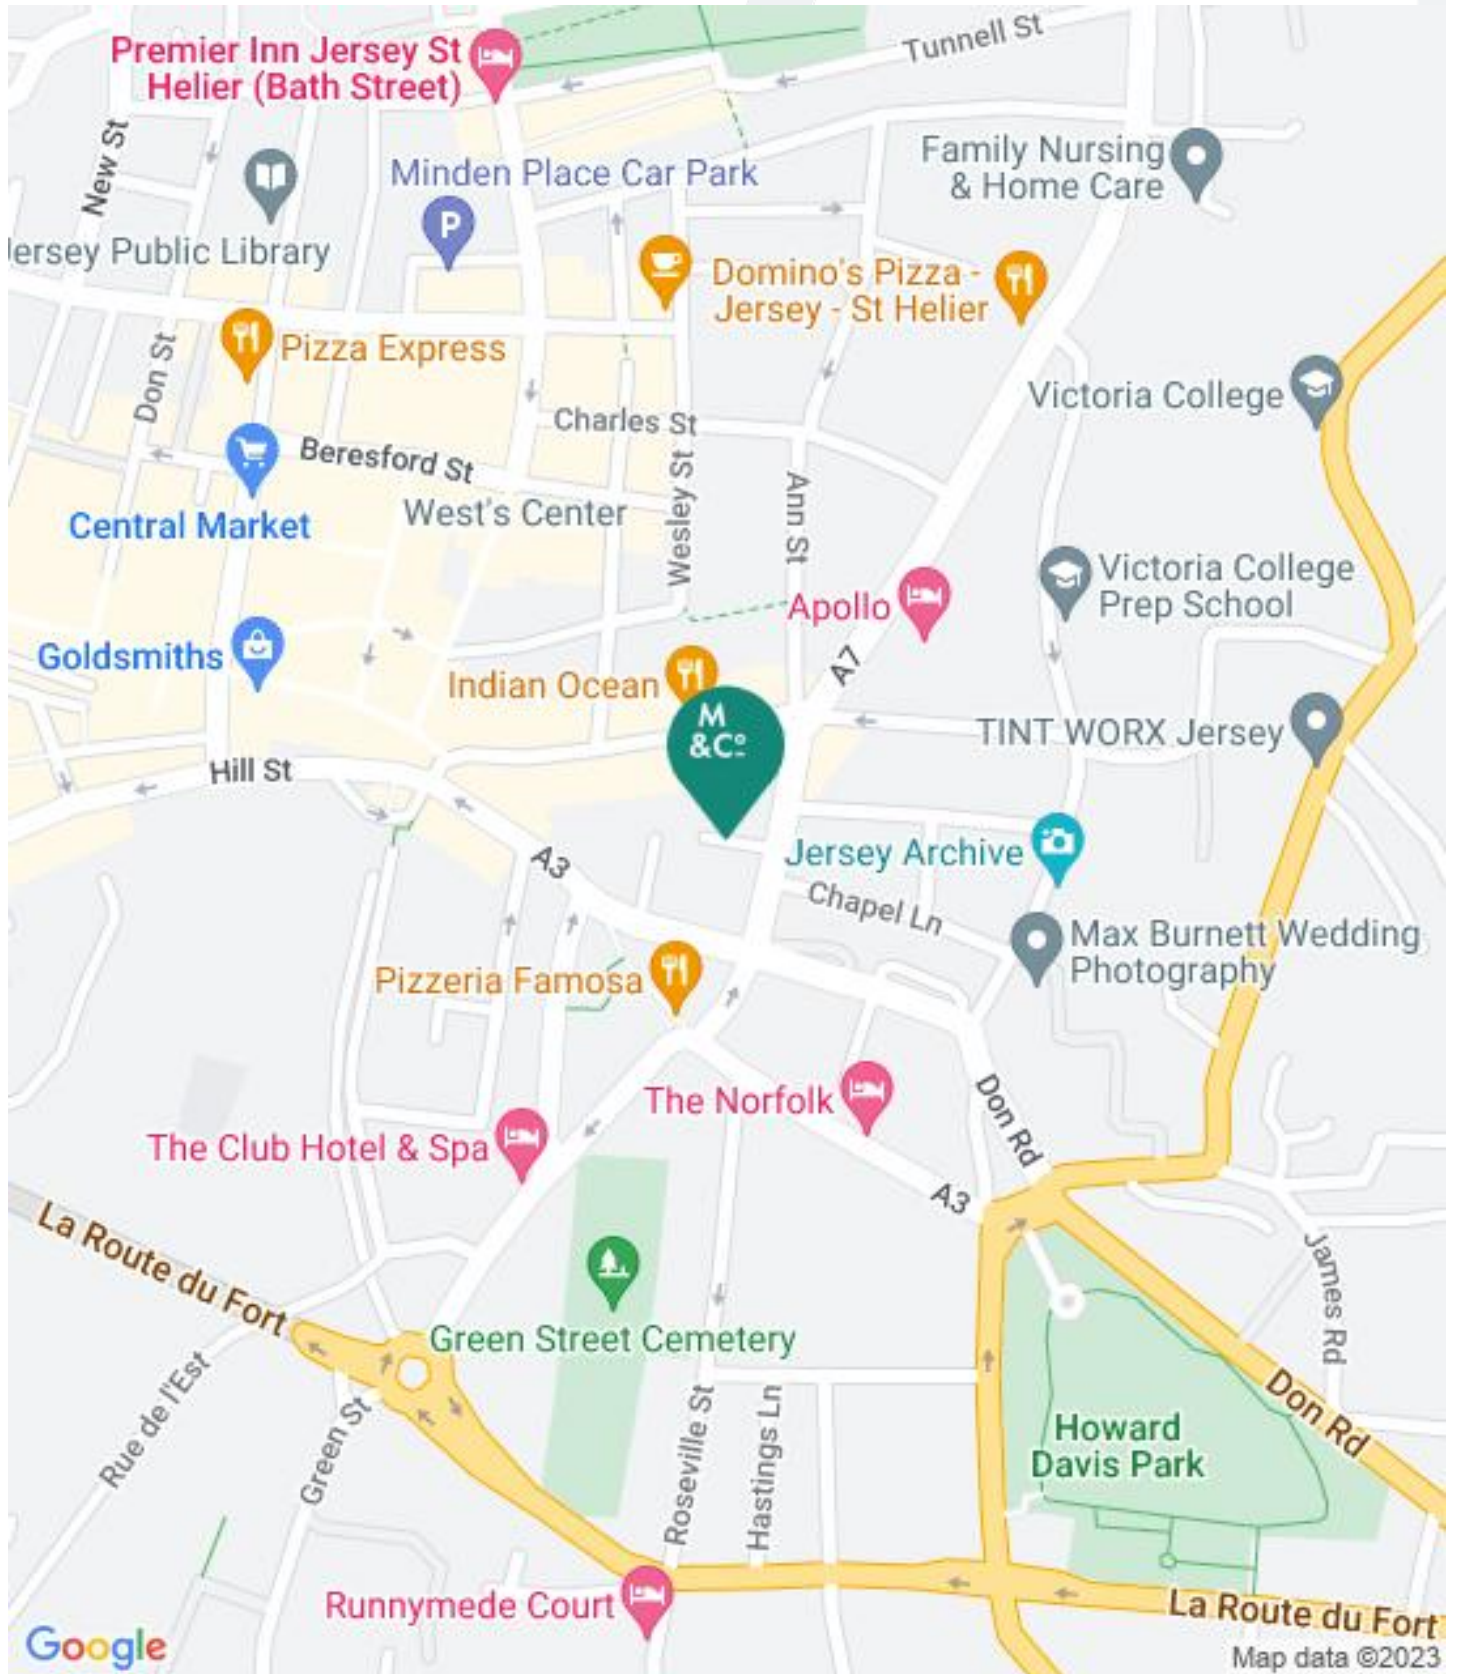 Premier Inn Jersey St
Helier (Bath Street)
Tunnell St
New St
Minden Place Car Park
P
Family Nursing
& Home Care
Jersey Public Library
Domino's Pizza -
Jersey - St Helier
Pizza Express
Don St
Victoria College
Charles St
Beresford St
Wesley St
Ann St
West's Center
Central Market
Victoria College
Prep School
Apollo
Goldsmiths
A7
Indian Ocean
M
&Co
TINT WORX Jersey
Hill St
A3
Jersey Archive
Chapel Ln
Max Burnett Wedding
Photography
Pizzeria Famosa
The Norfolk
Don Rd
The Club Hotel & Spa
A3
La Route du Fort
James Rd
Green Street Cemetery
Rue de l'Est
Green St
Roseville St
Hastings Ln
Howard
Davis Park
Don Rd
Runnymede Court
La Route du Fort
Google
Map data ©2023